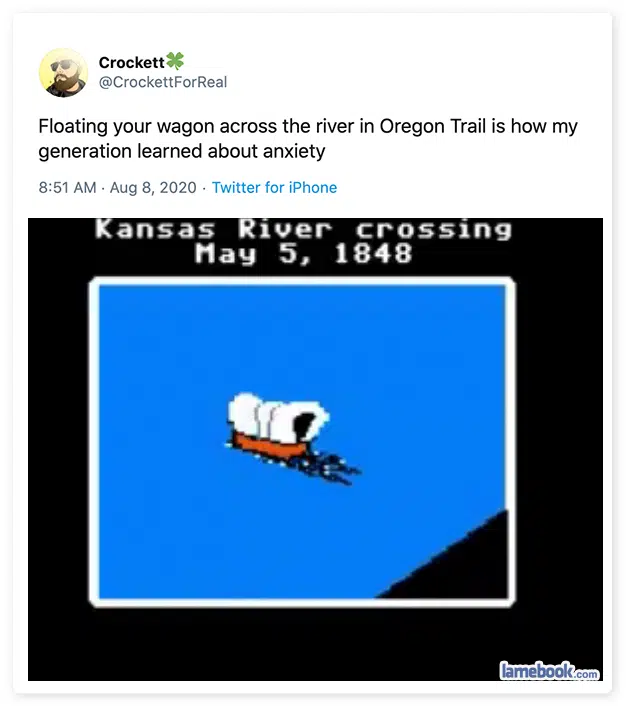 Crockett🍀
@CrockettForReal
Floating your wagon across the river in Oregon Trail is how my
generation learned about anxiety
8:51 AM · Aug 8, 2020 · Twitter for iPhone
Kansas River crossing
May 5, 1848
lamebook.com